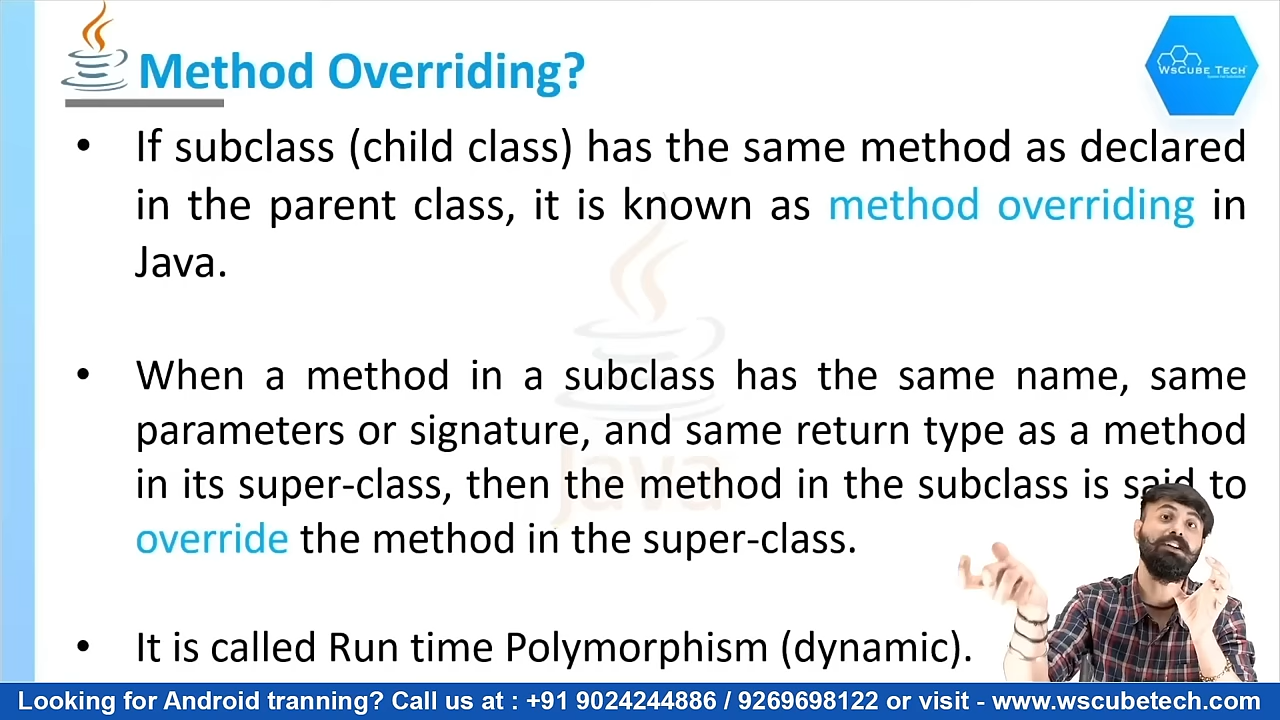 Method Overriding?
WsCube Tech
• If subclass (child class) has the same method as declared
in the parent class, it is known as method overriding in
Java.
• When a method in a subclass has the same name, same
parameters or signature, and same return type as a method
in its super-class, then the method in the subclass is said to
override the method in the super-class.
• It is called Run time Polymorphism (dynamic).
Java
Looking for Android tranning? Call us at : +91 9024244886 / 9269698122 or visit - www.wscubetech.com